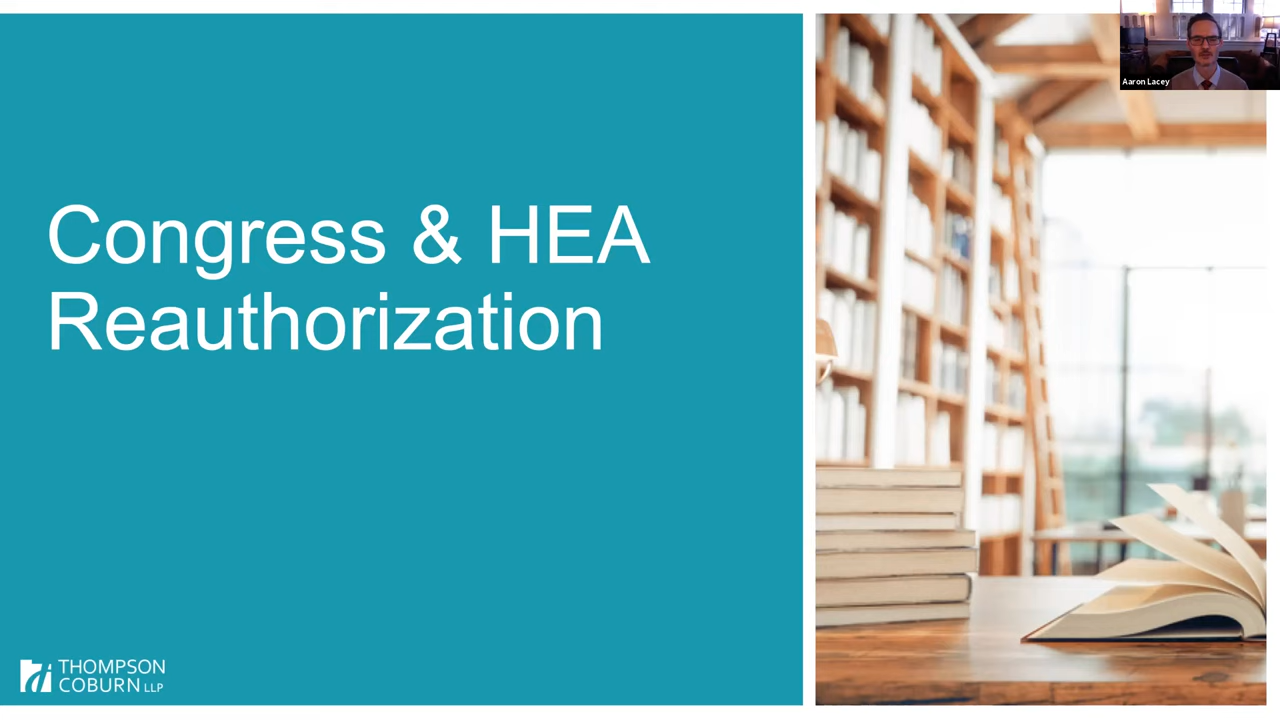 Congress & HEA
Reauthorization
Aaron Lacey
THOMPSON
COBURN LLP